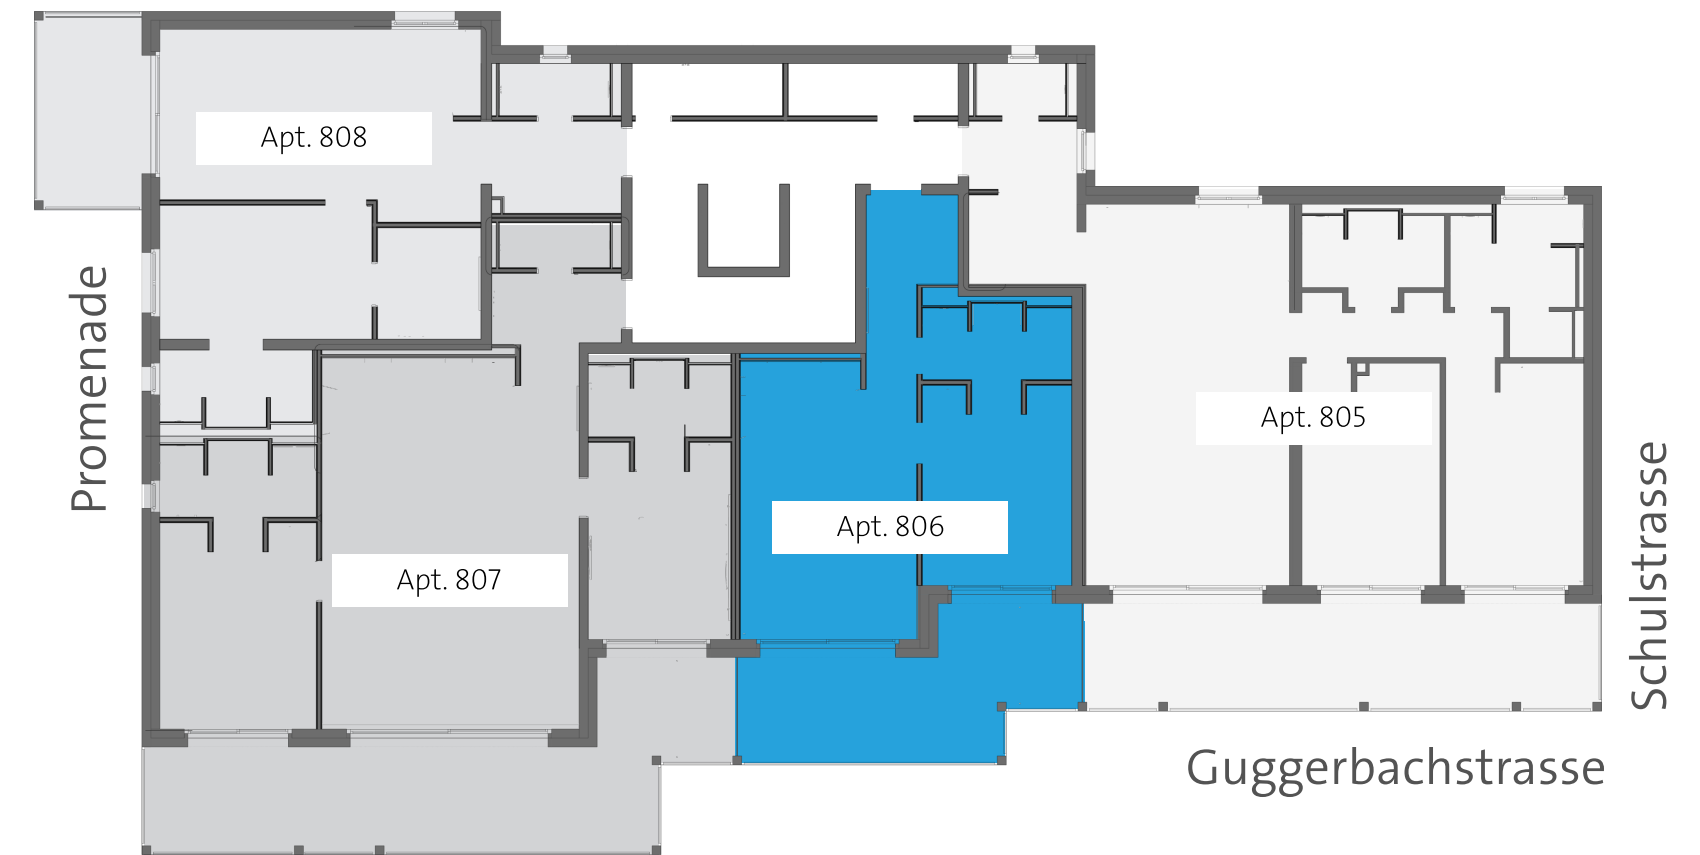 Apt. 808
Promenade
Apt. 805
Apt. 806
Apt. 807
Schulstrasse
Guggerbachstrasse